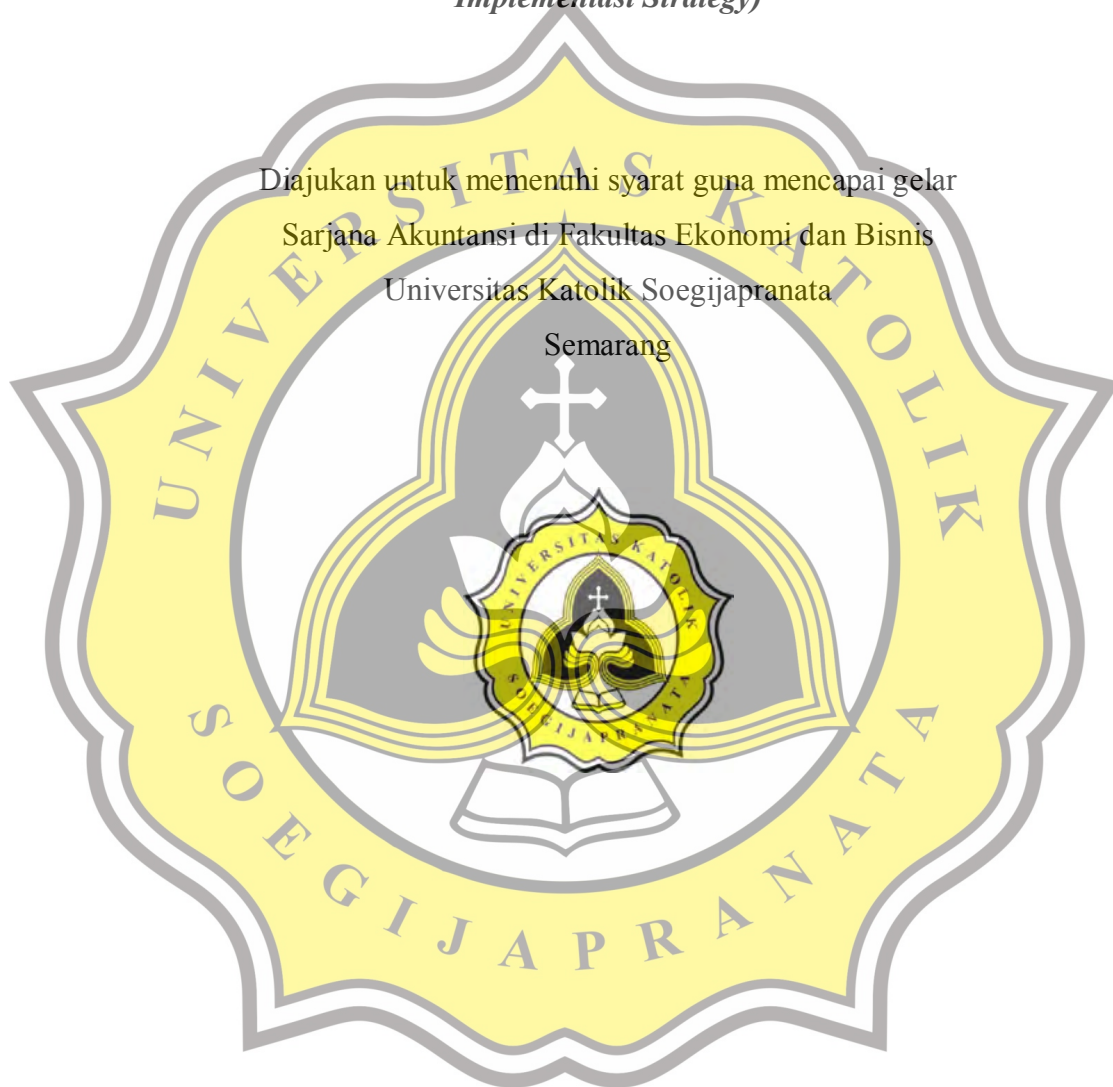 Implementasi Strategy)
Diajukan untuk memenuhi syarat guna mencapai gelar
Sarjana Akuntansi di Fakultas Ekonomi dan Bisnis
Universitas Katolik Soegijapranata
Semarang
UNIVERSITAS KATOLIK
SOEGIJAPRANATA
UNIVERSITAS KATOLIK
SOEGIJAPRANATA